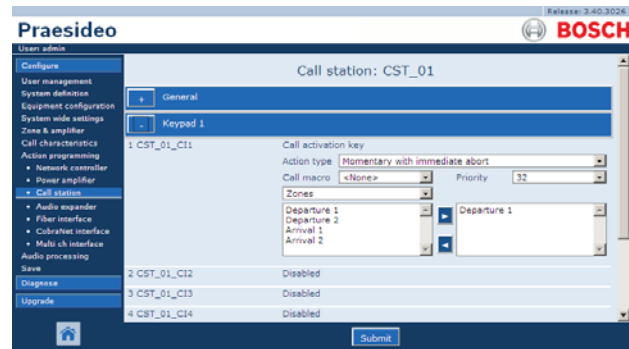 Release: 3.40.3026
Praesideo
BOSCH
User: admin
Configure
User management
System definition
Equipment configuration
System wide settings
Zone & amplifier
Call characteristics
Action programming
Network controller
Power amplifier
Call station
Audio expander
Fiber interface
CobraNet interface
Multi ch interface
Audio processing
Save
Diagnose
Upgrade
Call station: CST_01
+ General
- Keypad 1
1 CST_01_CI1 Call activation key
Action type Momentary with immediate abort
Call macro <None> Priority 32
Zones
Departure 1 Departure 1
Departure 2
Arrival 1
Arrival 2
2 CST_01_CI2 Disabled
3 CST_01_CI3 Disabled
4 CST_01_CI4 Disabled
Submit